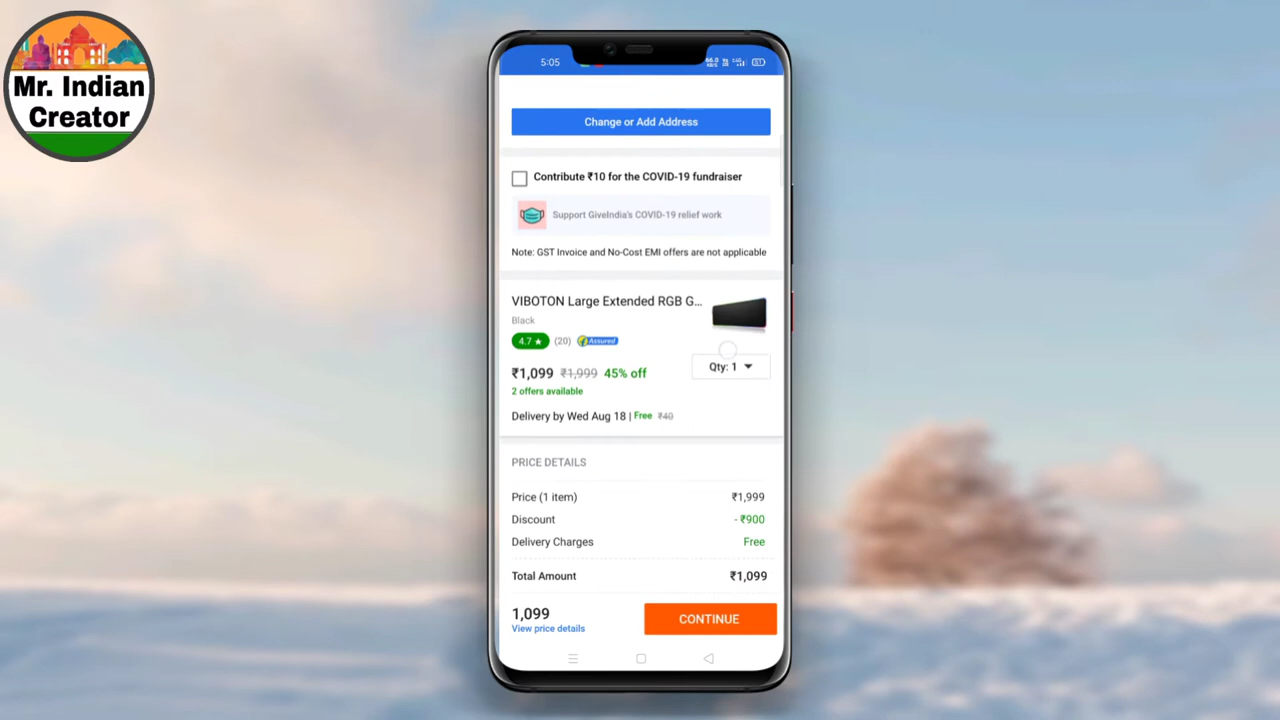 Mr. Indian
Creator
5:05
Change or Add Address
Contribute ₹10 for the COVID-19 fundraiser
Support GiveIndia's COVID-19 relief work
Note: GST Invoice and No-Cost EMI offers are not applicable
VIBOTON Large Extended RGB G...
Black
4.7 ★ (20) Assured
₹1,099 ₹1,999 45% off
Qty: 1
2 offers available
Delivery by Wed Aug 18 | Free ₹40
PRICE DETAILS
Price (1 item) ₹1,999
Discount - ₹900
Delivery Charges Free
Total Amount ₹1,099
1,099
View price details
CONTINUE